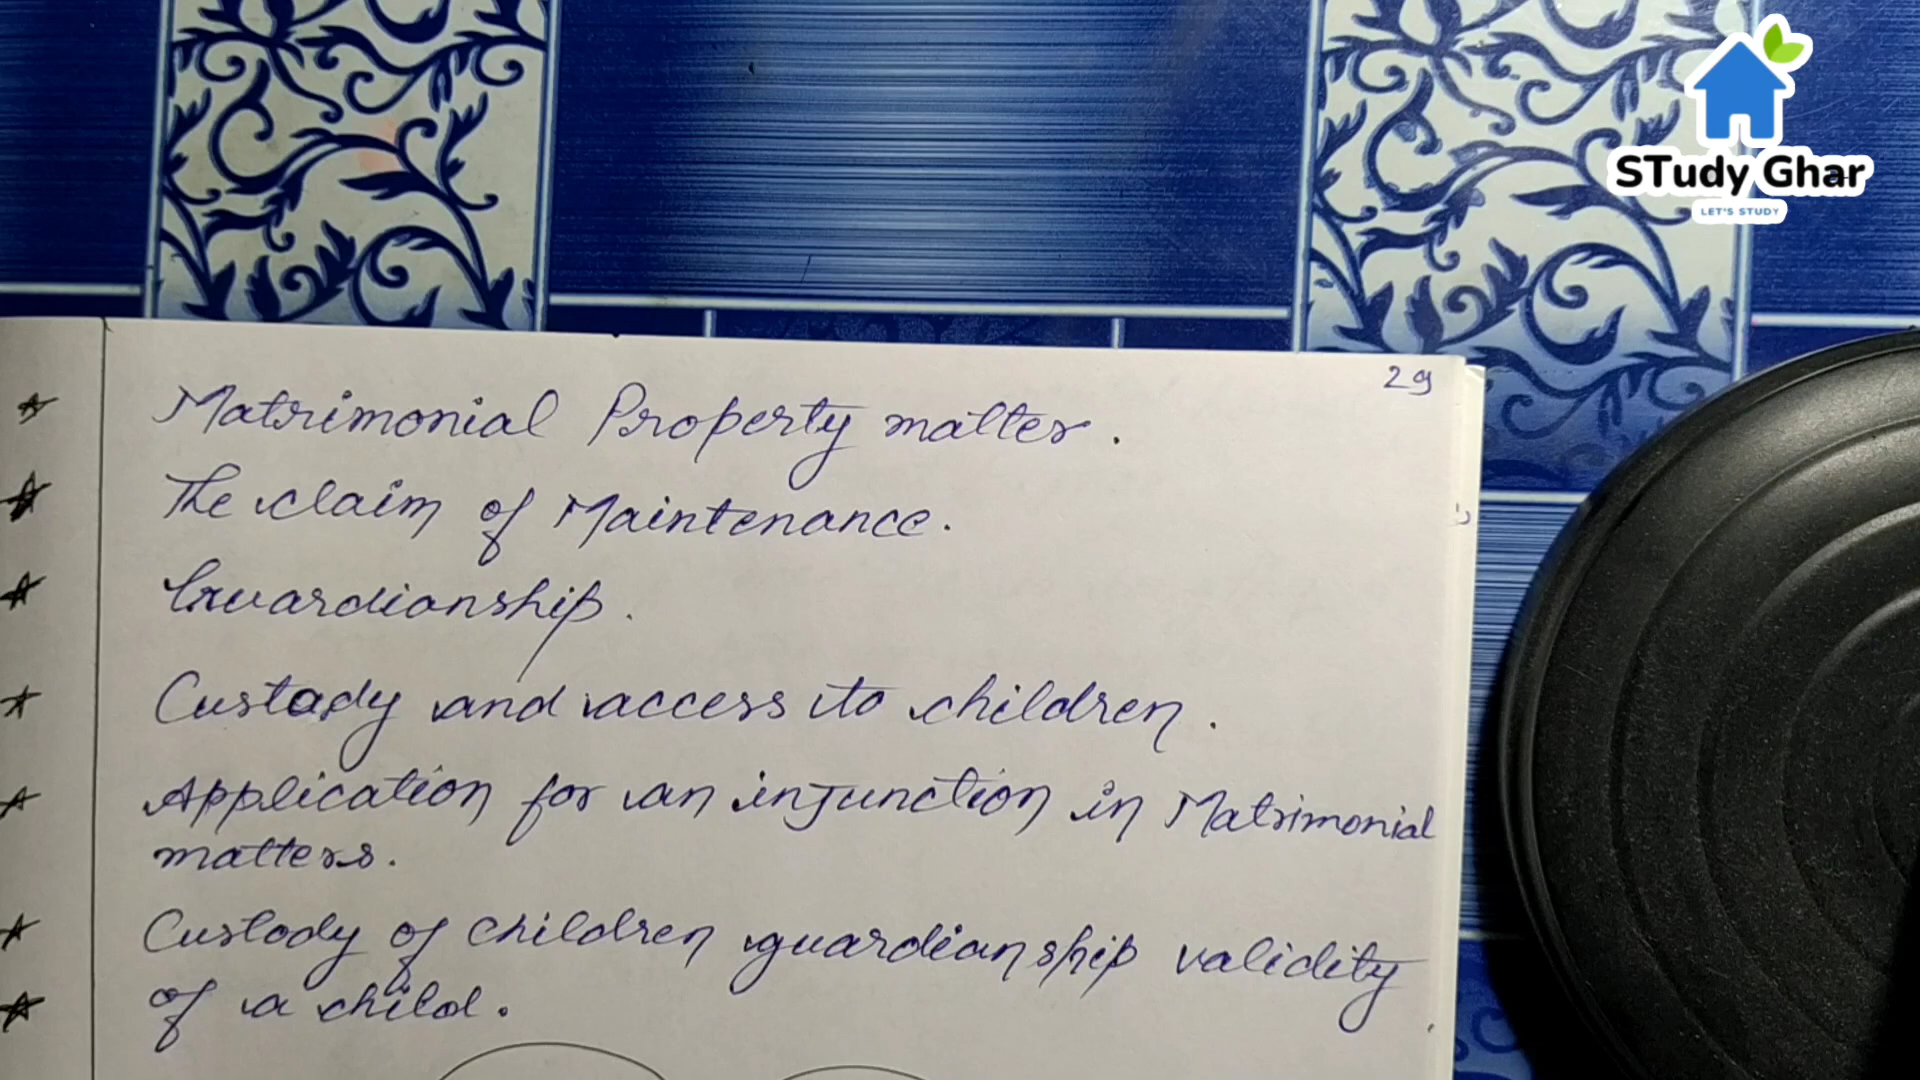 STudy Ghar
LET'S STUDY
29
Matrimonial Property matter.
The claim of Maintenance.
Guardianship.
Custody and access to children.
Application for an injunction in Matrimonial
matters.
Custody of children guardianship validity
of a child.